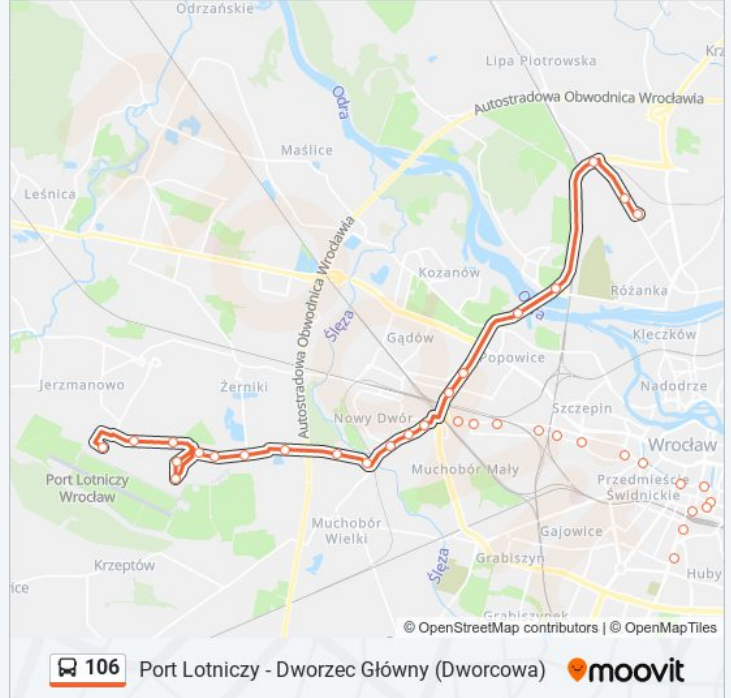 Odrzańskie
Lipa Piotrowska
Odra
Autostradowa Obwodnica Wrocławia
Maślice
Leśnica
Autostradowa Obwodnica Wrocławia
Kozanów
Różanka
Odra
Ślęza
Gądów
Kleczków
Popowice
Jerzmanowo
Żerniki
Nadodrze
Szczepin
Nowy Dwór
Wrocław
Muchobór Mały
Port Lotniczy
Wrocław
Przedmieście
Świdnickie
Muchobór
Wielki
Gajowice
Krzeptów
Ślęza
Grabiszyn
Huby
© OpenStreetMap contributors | © OpenMapTiles
106 Port Lotniczy - Dworzec Główny (Dworcowa) moovit